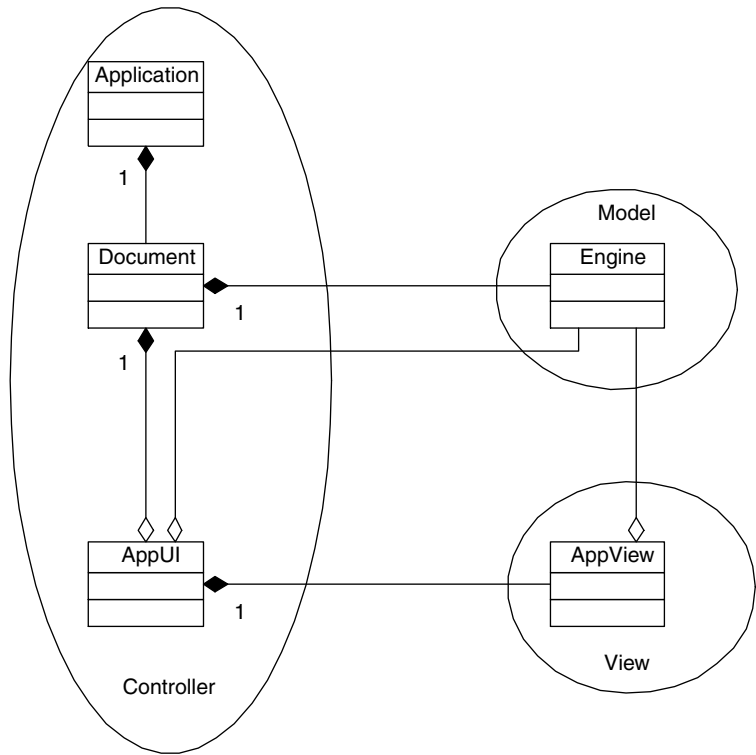 Application
1
Model
Document
Engine
1
1
AppUI
AppView
1
View
Controller